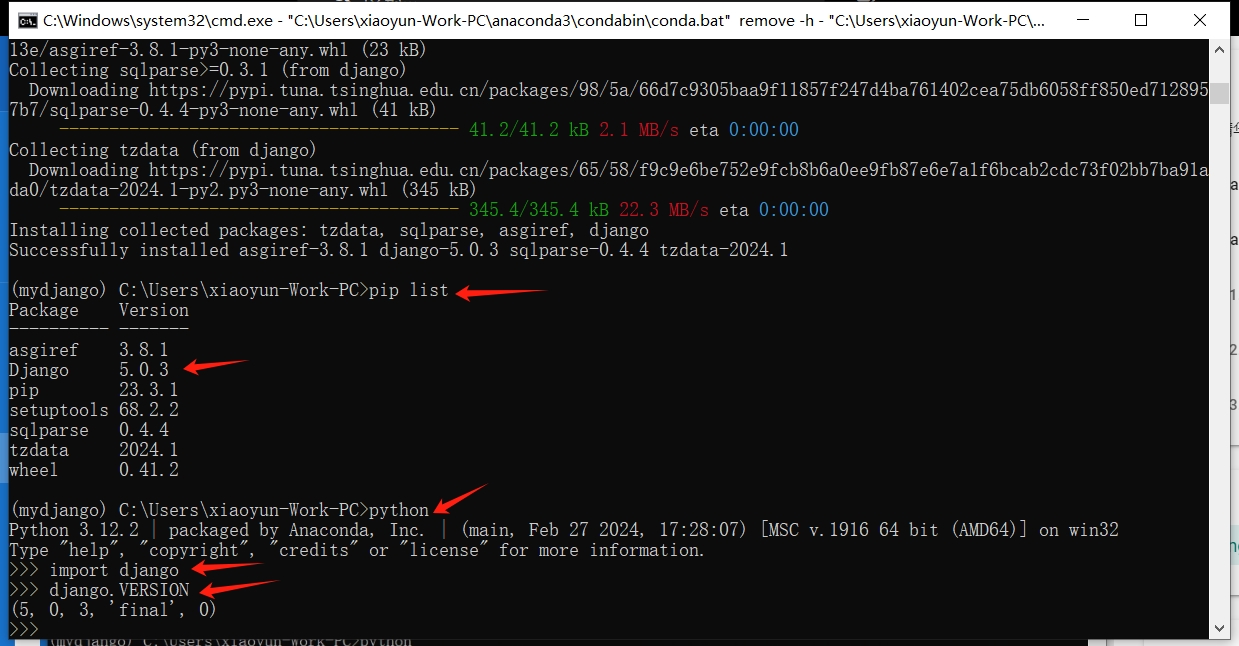 C:\Windows\system32\cmd.exe - "C:\Users\xiaoyun-Work-PC\anaconda3\condabin\conda.bat"  remove -h - "C:\Users\xiaoyun-Work-PC\...
13e/asgiref-3.8.1-py3-none-any.whl (23 kB)
Collecting sqlparse>=0.3.1 (from django)
  Downloading https://pypi.tuna.tsinghua.edu.cn/packages/98/5a/66d7c9305baa9f11857f247d4ba761402cea75db6058ff850ed712895
7b7/sqlparse-0.4.4-py3-none-any.whl (41 kB)
     ---------------------------------------- 41.2/41.2 kB 2.1 MB/s eta 0:00:00
Collecting tzdata (from django)
  Downloading https://pypi.tuna.tsinghua.edu.cn/packages/65/58/f9c9e6be752e9fcb8b6a0ee9fb87e6e7a1f6bcab2cdc73f02bb7ba91a
da0/tzdata-2024.1-py2.py3-none-any.whl (345 kB)
     ---------------------------------------- 345.4/345.4 kB 22.3 MB/s eta 0:00:00
Installing collected packages: tzdata, sqlparse, asgiref, django
Successfully installed asgiref-3.8.1 django-5.0.3 sqlparse-0.4.4 tzdata-2024.1
(mydjango) C:\Users\xiaoyun-Work-PC>pip list
Package    Version
---------- -------
asgiref    3.8.1
Django     5.0.3
pip        23.3.1
setuptools 68.2.2
sqlparse   0.4.4
tzdata     2024.1
wheel      0.41.2
(mydjango) C:\Users\xiaoyun-Work-PC>python
Python 3.12.2 | packaged by Anaconda, Inc. | (main, Feb 27 2024, 17:28:07) [MSC v.1916 64 bit (AMD64)] on win32
Type "help", "copyright", "credits" or "license" for more information.
>>> import django
>>> django.VERSION
(5, 0, 3, 'final', 0)
>>>
(mydjango) C:\Users\xiaoyun-Work-PC>python